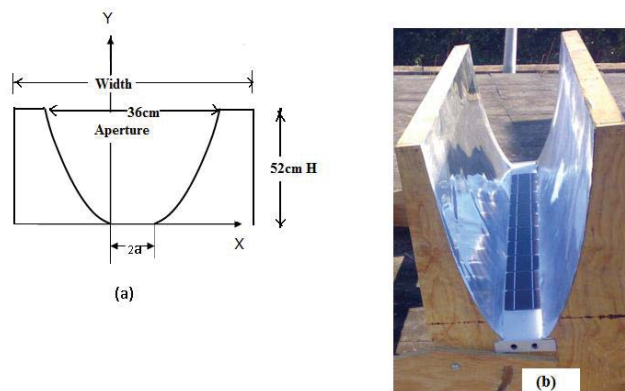 Y
Width
36cm
Aperture
52cm H
X
2a
(a)
(b)